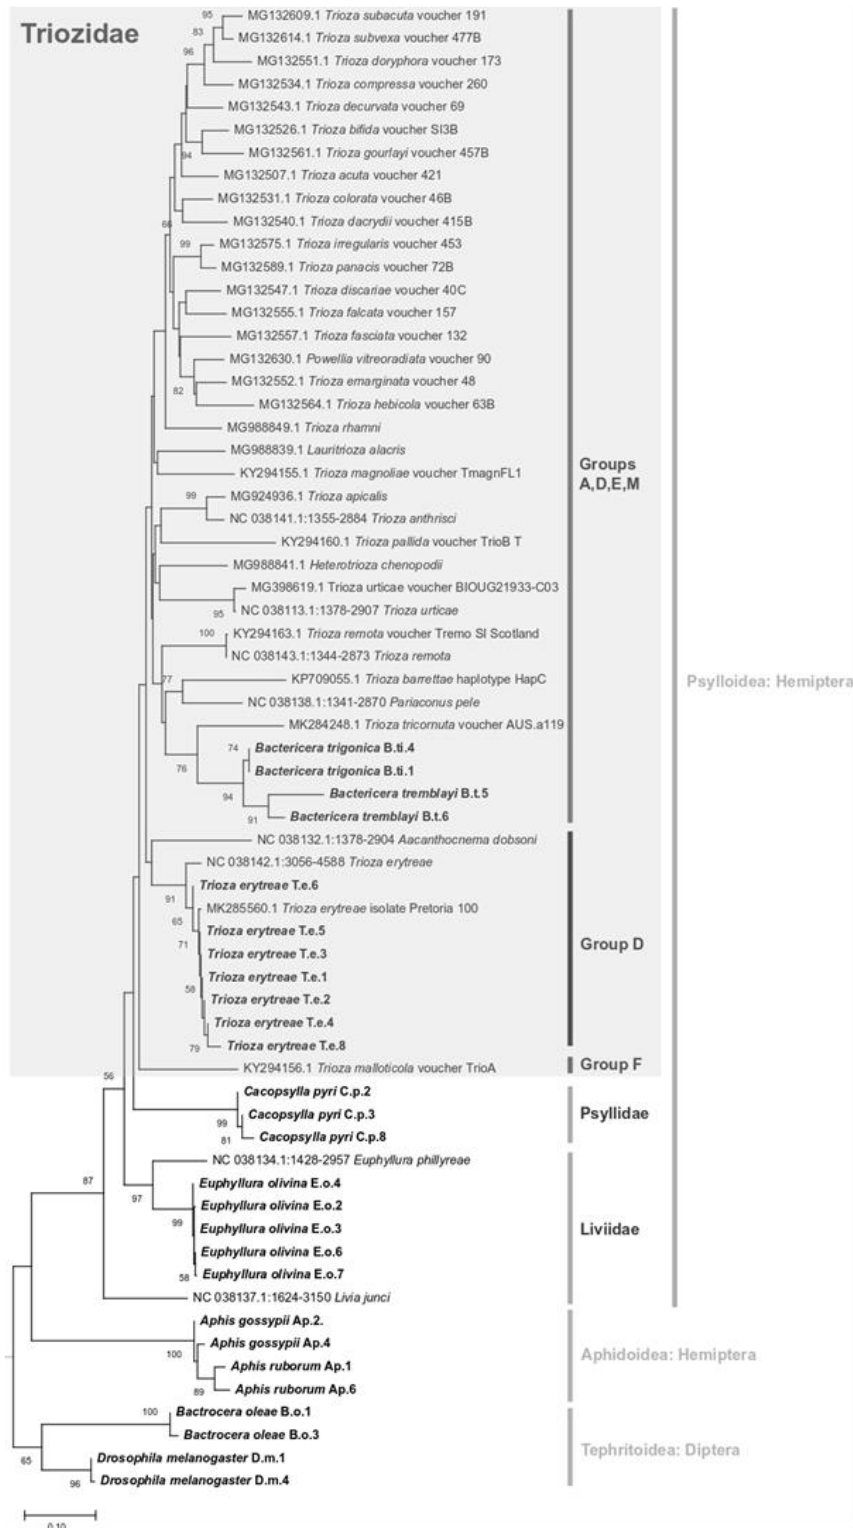 Triozidae
95
MG132609.1 Trioza subacuta voucher 191
83
MG132614.1 Trioza subvexa voucher 477B
96
MG132551.1 Trioza doryphora voucher 173
MG132534.1 Trioza compressa voucher 260
MG132543.1 Trioza decurvata voucher 69
MG132526.1 Trioza bifida voucher SI3B
94
MG132561.1 Trioza gourlayi voucher 457B
MG132507.1 Trioza acuta voucher 421
MG132531.1 Trioza colorata voucher 46B
66
MG132540.1 Trioza dacrydii voucher 415B
99
MG132575.1 Trioza irregularis voucher 453
MG132589.1 Trioza panacis voucher 72B
MG132547.1 Trioza discariae voucher 40C
MG132555.1 Trioza falcata voucher 157
MG132557.1 Trioza fasciata voucher 132
MG132630.1 Powellia vitreoradiata voucher 90
MG132552.1 Trioza emarginata voucher 48
82
MG132564.1 Trioza hebicola voucher 63B
MG988849.1 Trioza rhamni
MG988839.1 Lauritrioza alacris
KY294155.1 Trioza magnoliae voucher TmagnFL1
Groups
A,D,E,M
99
MG924936.1 Trioza apicalis
NC 038141.1:1355-2884 Trioza anthrisci
KY294160.1 Trioza pallida voucher TrioB T
MG988841.1 Heterotrioza chenopodii
MG398619.1 Trioza urticae voucher BIOUG21933-C03
95
NC 038113.1:1378-2907 Trioza urticae
100
KY294163.1 Trioza remota voucher Tremo SI Scotland
NC 038143.1:1344-2873 Trioza remota
77
KP709055.1 Trioza barrettae haplotype HapC
Psylloidea: Hemiptera
NC 038138.1:1341-2870 Pariaconus pele
MK284248.1 Trioza tricornuta voucher AUS.a119
74
Bactericera trigonica B.ti.4
76
Bactericera trigonica B.ti.1
94
Bactericera tremblayi B.t.5
91
Bactericera tremblayi B.t.6
NC 038132.1:1378-2904 Aacanthocnema dobsoni
NC 038142.1:3056-4588 Trioza erytreae
Trioza erytreae T.e.6
91
MK285560.1 Trioza erytreae isolate Pretoria 100
65
Trioza erytreae T.e.5
71
Group D
Trioza erytreae T.e.3
Trioza erytreae T.e.1
58
Trioza erytreae T.e.2
Trioza erytreae T.e.4
79
Trioza erytreae T.e.8
KY294156.1 Trioza malloticola voucher TrioA
Group F
56
Cacopsylla pyri C.p.2
Cacopsylla pyri C.p.3
Psyllidae
99
Cacopsylla pyri C.p.8
81
NC 038134.1:1428-2957 Euphyllura phillyreae
87
Euphyllura olivina E.o.4
97
Euphyllura olivina E.o.2
99
Euphyllura olivina E.o.3
Liviidae
Euphyllura olivina E.o.6
58
Euphyllura olivina E.o.7
NC 038137.1:1624-3150 Livia junci
Aphis gossypii Ap.2.
Aphis gossypii Ap.4
100
Aphidoidea: Hemiptera
Aphis ruborum Ap.1
89
Aphis ruborum Ap.6
100
Bactrocera oleae B.o.1
Bactrocera oleae B.o.3
Tephritoidea: Diptera
65
Drosophila melanogaster D.m.1
96
Drosophila melanogaster D.m.4
0.10